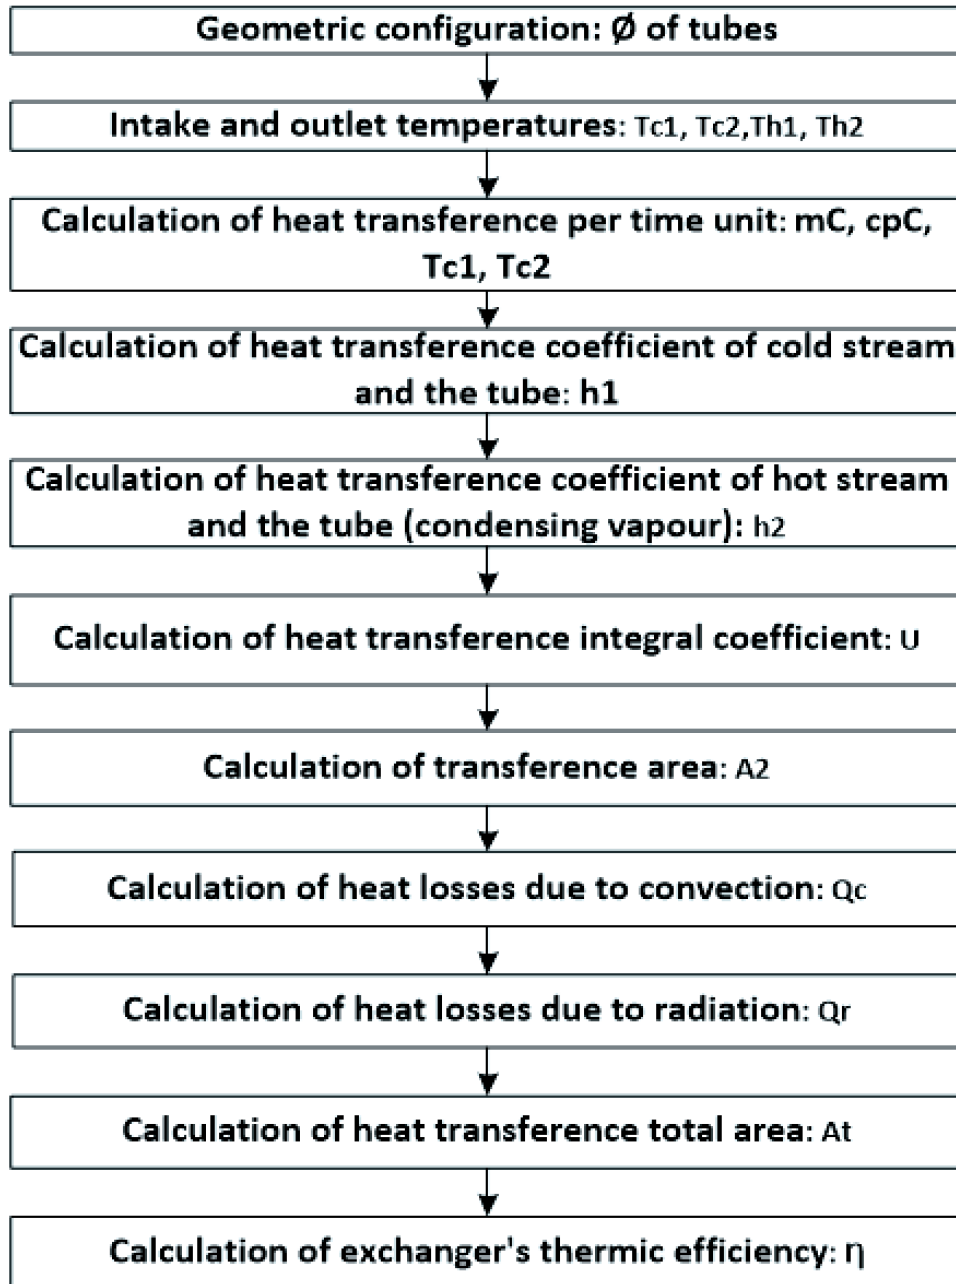 Geometric configuration: Ø of tubes
Intake and outlet temperatures: Tc1, Tc2,Th1, Th2
Calculation of heat transference per time unit: mC, cpC,
Tc1, Tc2
Calculation of heat transference coefficient of cold stream
and the tube: h1
Calculation of heat transference coefficient of hot stream
and the tube (condensing vapour): h2
Calculation of heat transference integral coefficient: U
Calculation of transference area: A2
Calculation of heat losses due to convection: Qc
Calculation of heat losses due to radiation: Qr
Calculation of heat transference total area: At
Calculation of exchanger's thermic efficiency: η